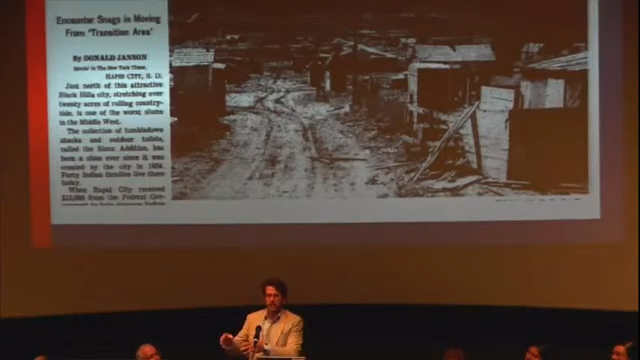 Encounter Snags in Moving
From 'Transition Area'
By DONALD JANSON
Special to The New York Times
RAPID CITY, S. D.
Just north of this attractive
Black Hills city, stretching over
twenty acres of rolling country-
side, is one of the worst slums
in the Middle West.
The collection of tumbledown
shacks and outdoor toilets,
called the Sioux Addition, has
been a slum ever since it was
created by the city in 1954.
Forty Indian families live there
today.
When Rapid City received
from the Federal Gov-